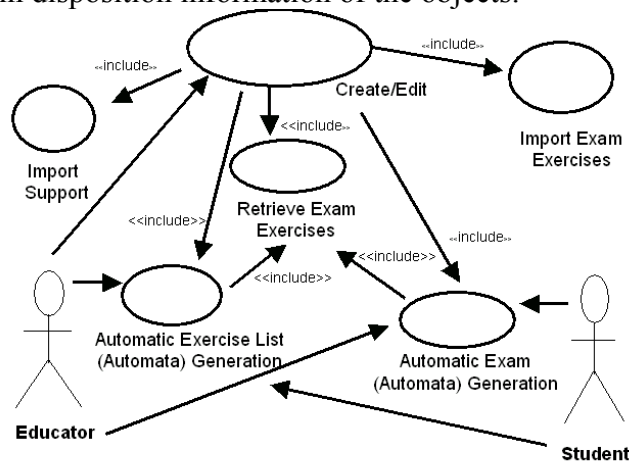 m disposition information of the objects.
<<include>>
<<include>>
Create/Edit
Import
Support
<<include>>
Import Exam
Exercises
Retrieve Exam
Exercises
<<include>>
<<include>>
<<include>>
<<include>>
Automatic Exercise List
(Automata) Generation
Automatic Exam
(Automata) Generation
Educator
Student